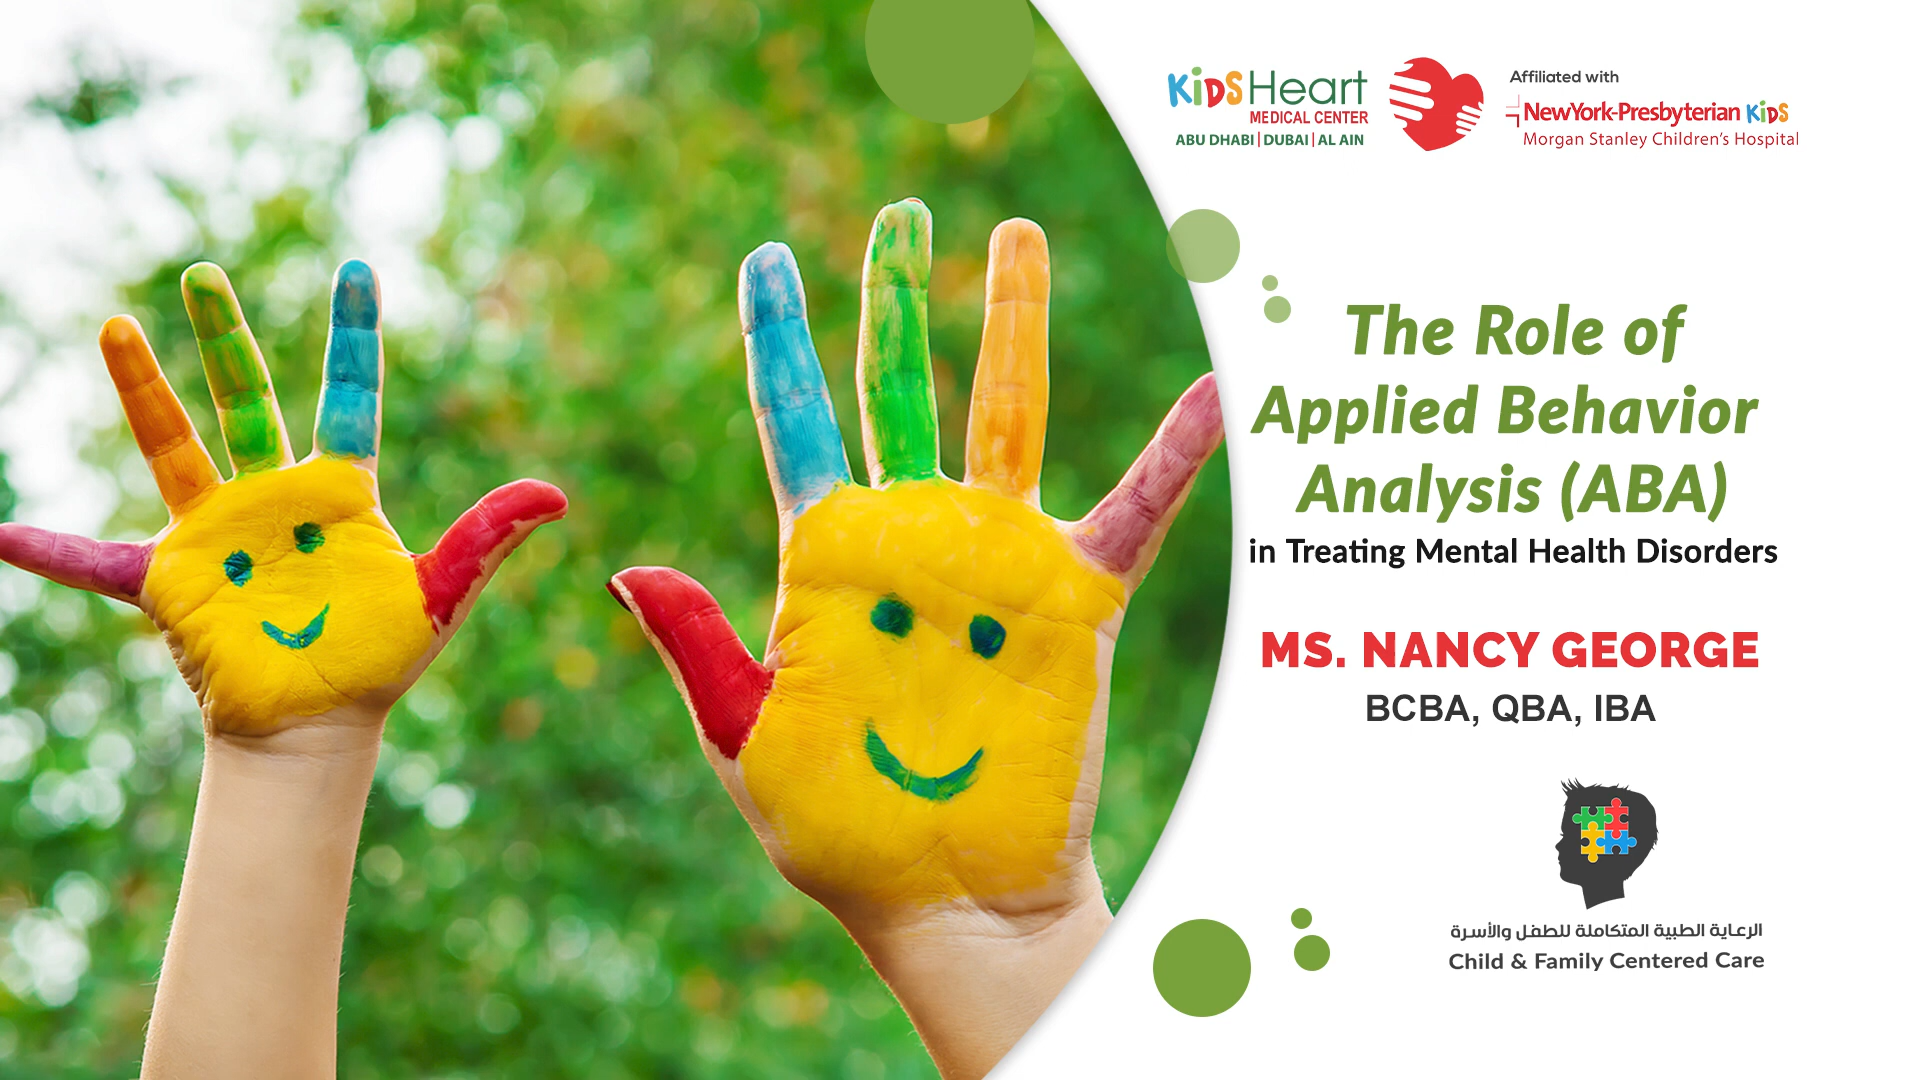 KiDS Heart
MEDICAL CENTER
ABU DHABI | DUBAI | AL AIN
Affiliated with
NewYork-Presbyterian KiDS
Morgan Stanley Children's Hospital
The Role of
Applied Behavior
Analysis (ABA)
in Treating Mental Health Disorders
MS. NANCY GEORGE
BCBA, QBA, IBA
الرعاية الطبية المتكاملة للطفل والأسرة
Child & Family Centered Care